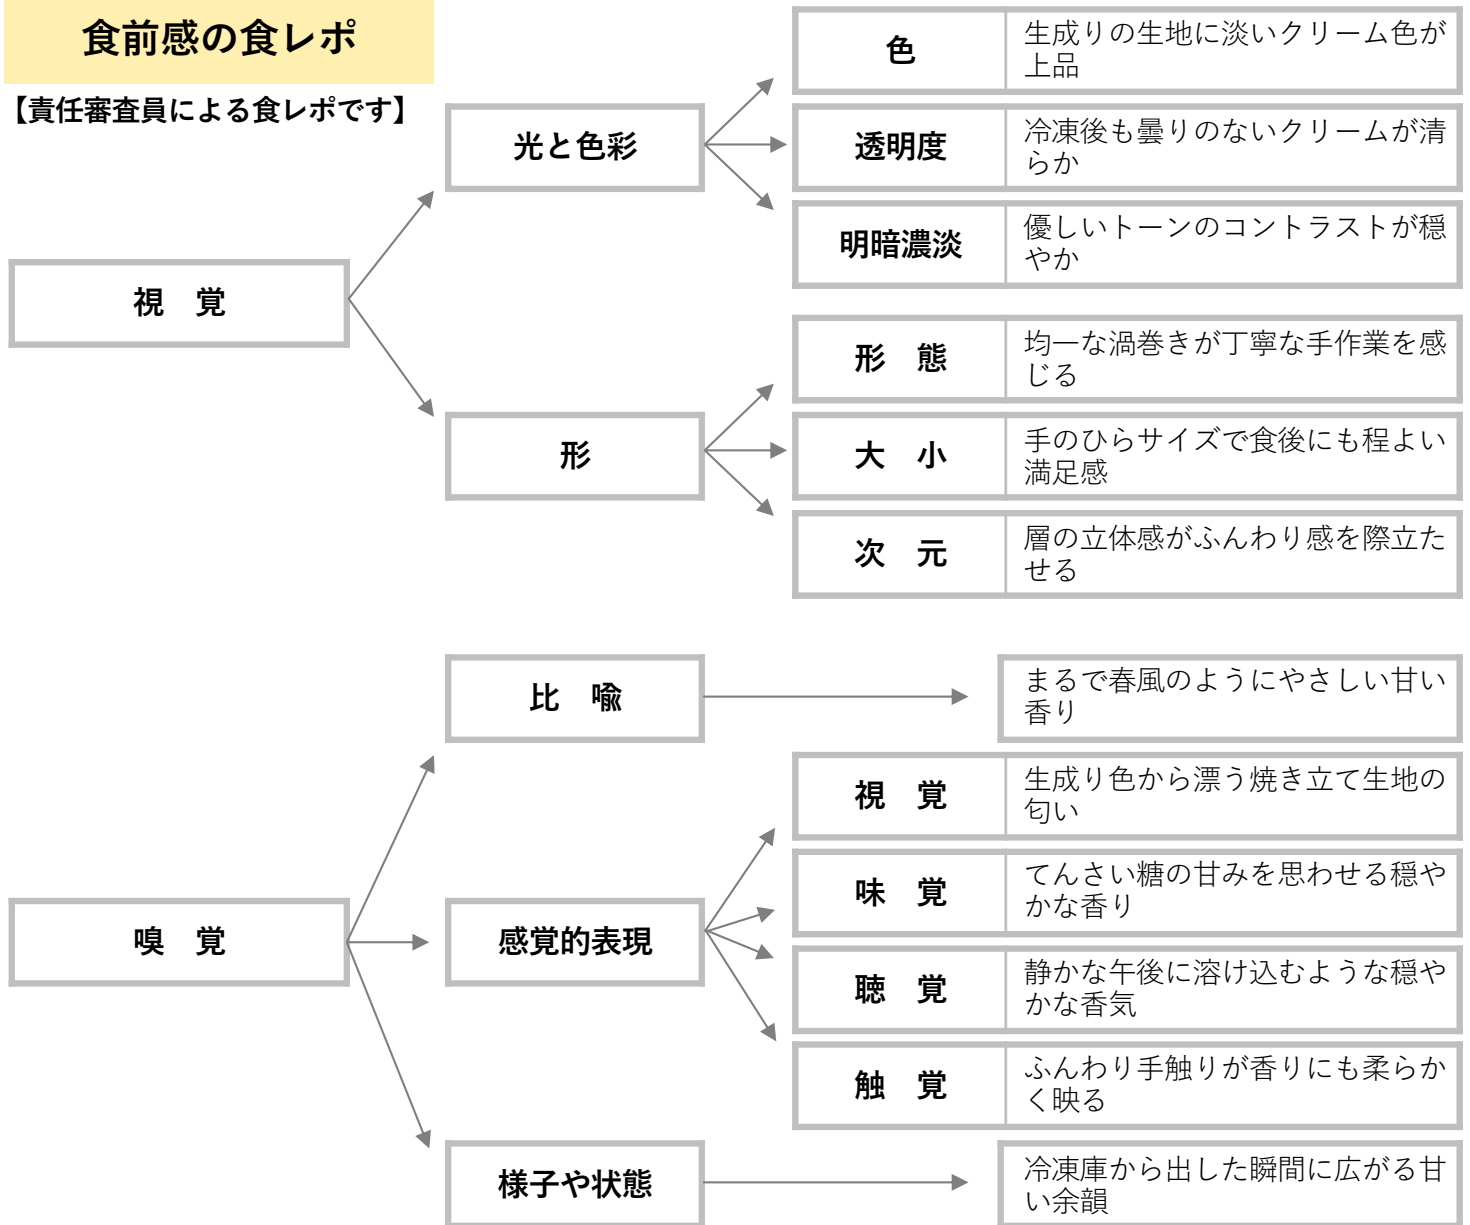 食前感の食レポ
【責任審査員による食レポです】
視　覚
光と色彩
色
生成りの生地に淡いクリーム色が
上品
透明度
冷凍後も曇りのないクリームが清
らか
明暗濃淡
優しいトーンのコントラストが穏
やか
形
形　態
均一な渦巻きが丁寧な手作業を感
じる
大　小
手のひらサイズで食後にも程よい
満足感
次　元
層の立体感がふんわり感を際立た
せる
嗅　覚
比　喩
まるで春風のようにやさしい甘い
香り
感覚的表現
視　覚
生成り色から漂う焼き立て生地の
匂い
味　覚
てんさい糖の甘みを思わせる穏や
かな香り
聴　覚
静かな午後に溶け込むような穏や
かな香気
触　覚
ふんわり手触りが香りにも柔らか
く映る
様子や状態
冷凍庫から出した瞬間に広がる甘
い余韻